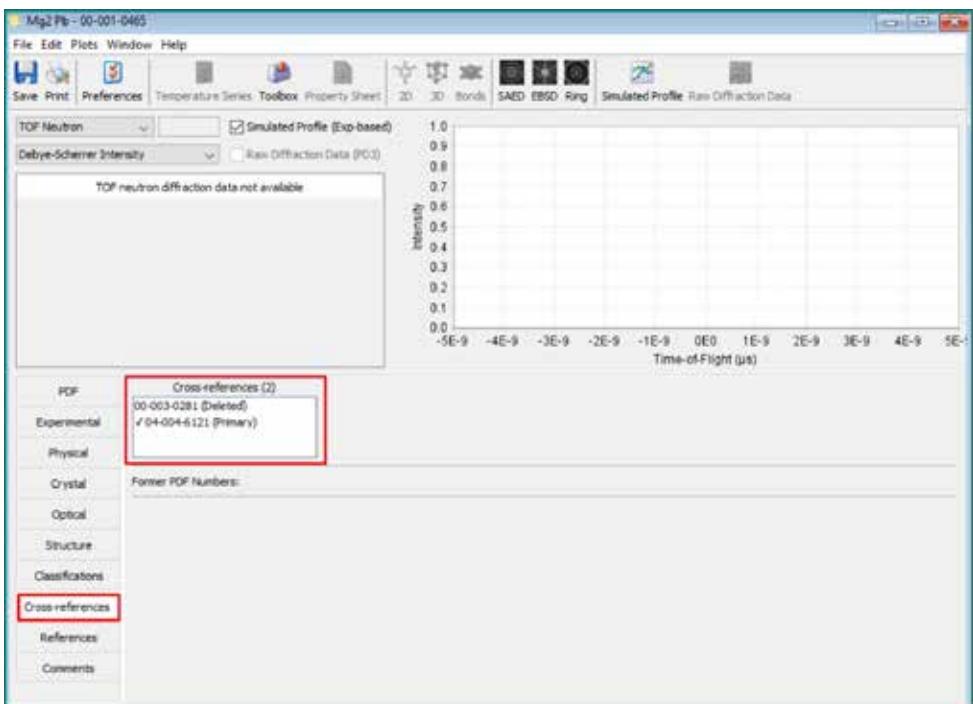 Mg2 Pb - 00-001-0465
File Edit Plots Window Help
Save Print Preferences Temperature Series Toolbox Property Sheet 2D 3D Bonds SAED EBSD Ring Simulated Profile Raw Diffraction Data
TOF Neutron Simulated Profile (Exp-based)
Debye-Scherrer Intensity Raw Diffraction Data (PD3)
TOF neutron diffraction data not available
1.0
0.9
0.8
0.7
0.6
0.5
0.4
0.3
0.2
0.1
0.0
Intensity
-5E-9 -4E-9 -3E-9 -2E-9 -1E-9 0E0 1E-9 2E-9 3E-9 4E-9 5E-
Time-of-Flight (µs)
PDF
Experimental
Physical
Crystal
Optical
Structure
Classifications
Cross-references
References
Comments
Cross-references (2)
00-003-0281 (Deleted)
✓ 04-004-6121 (Primary)
Former PDF Numbers: